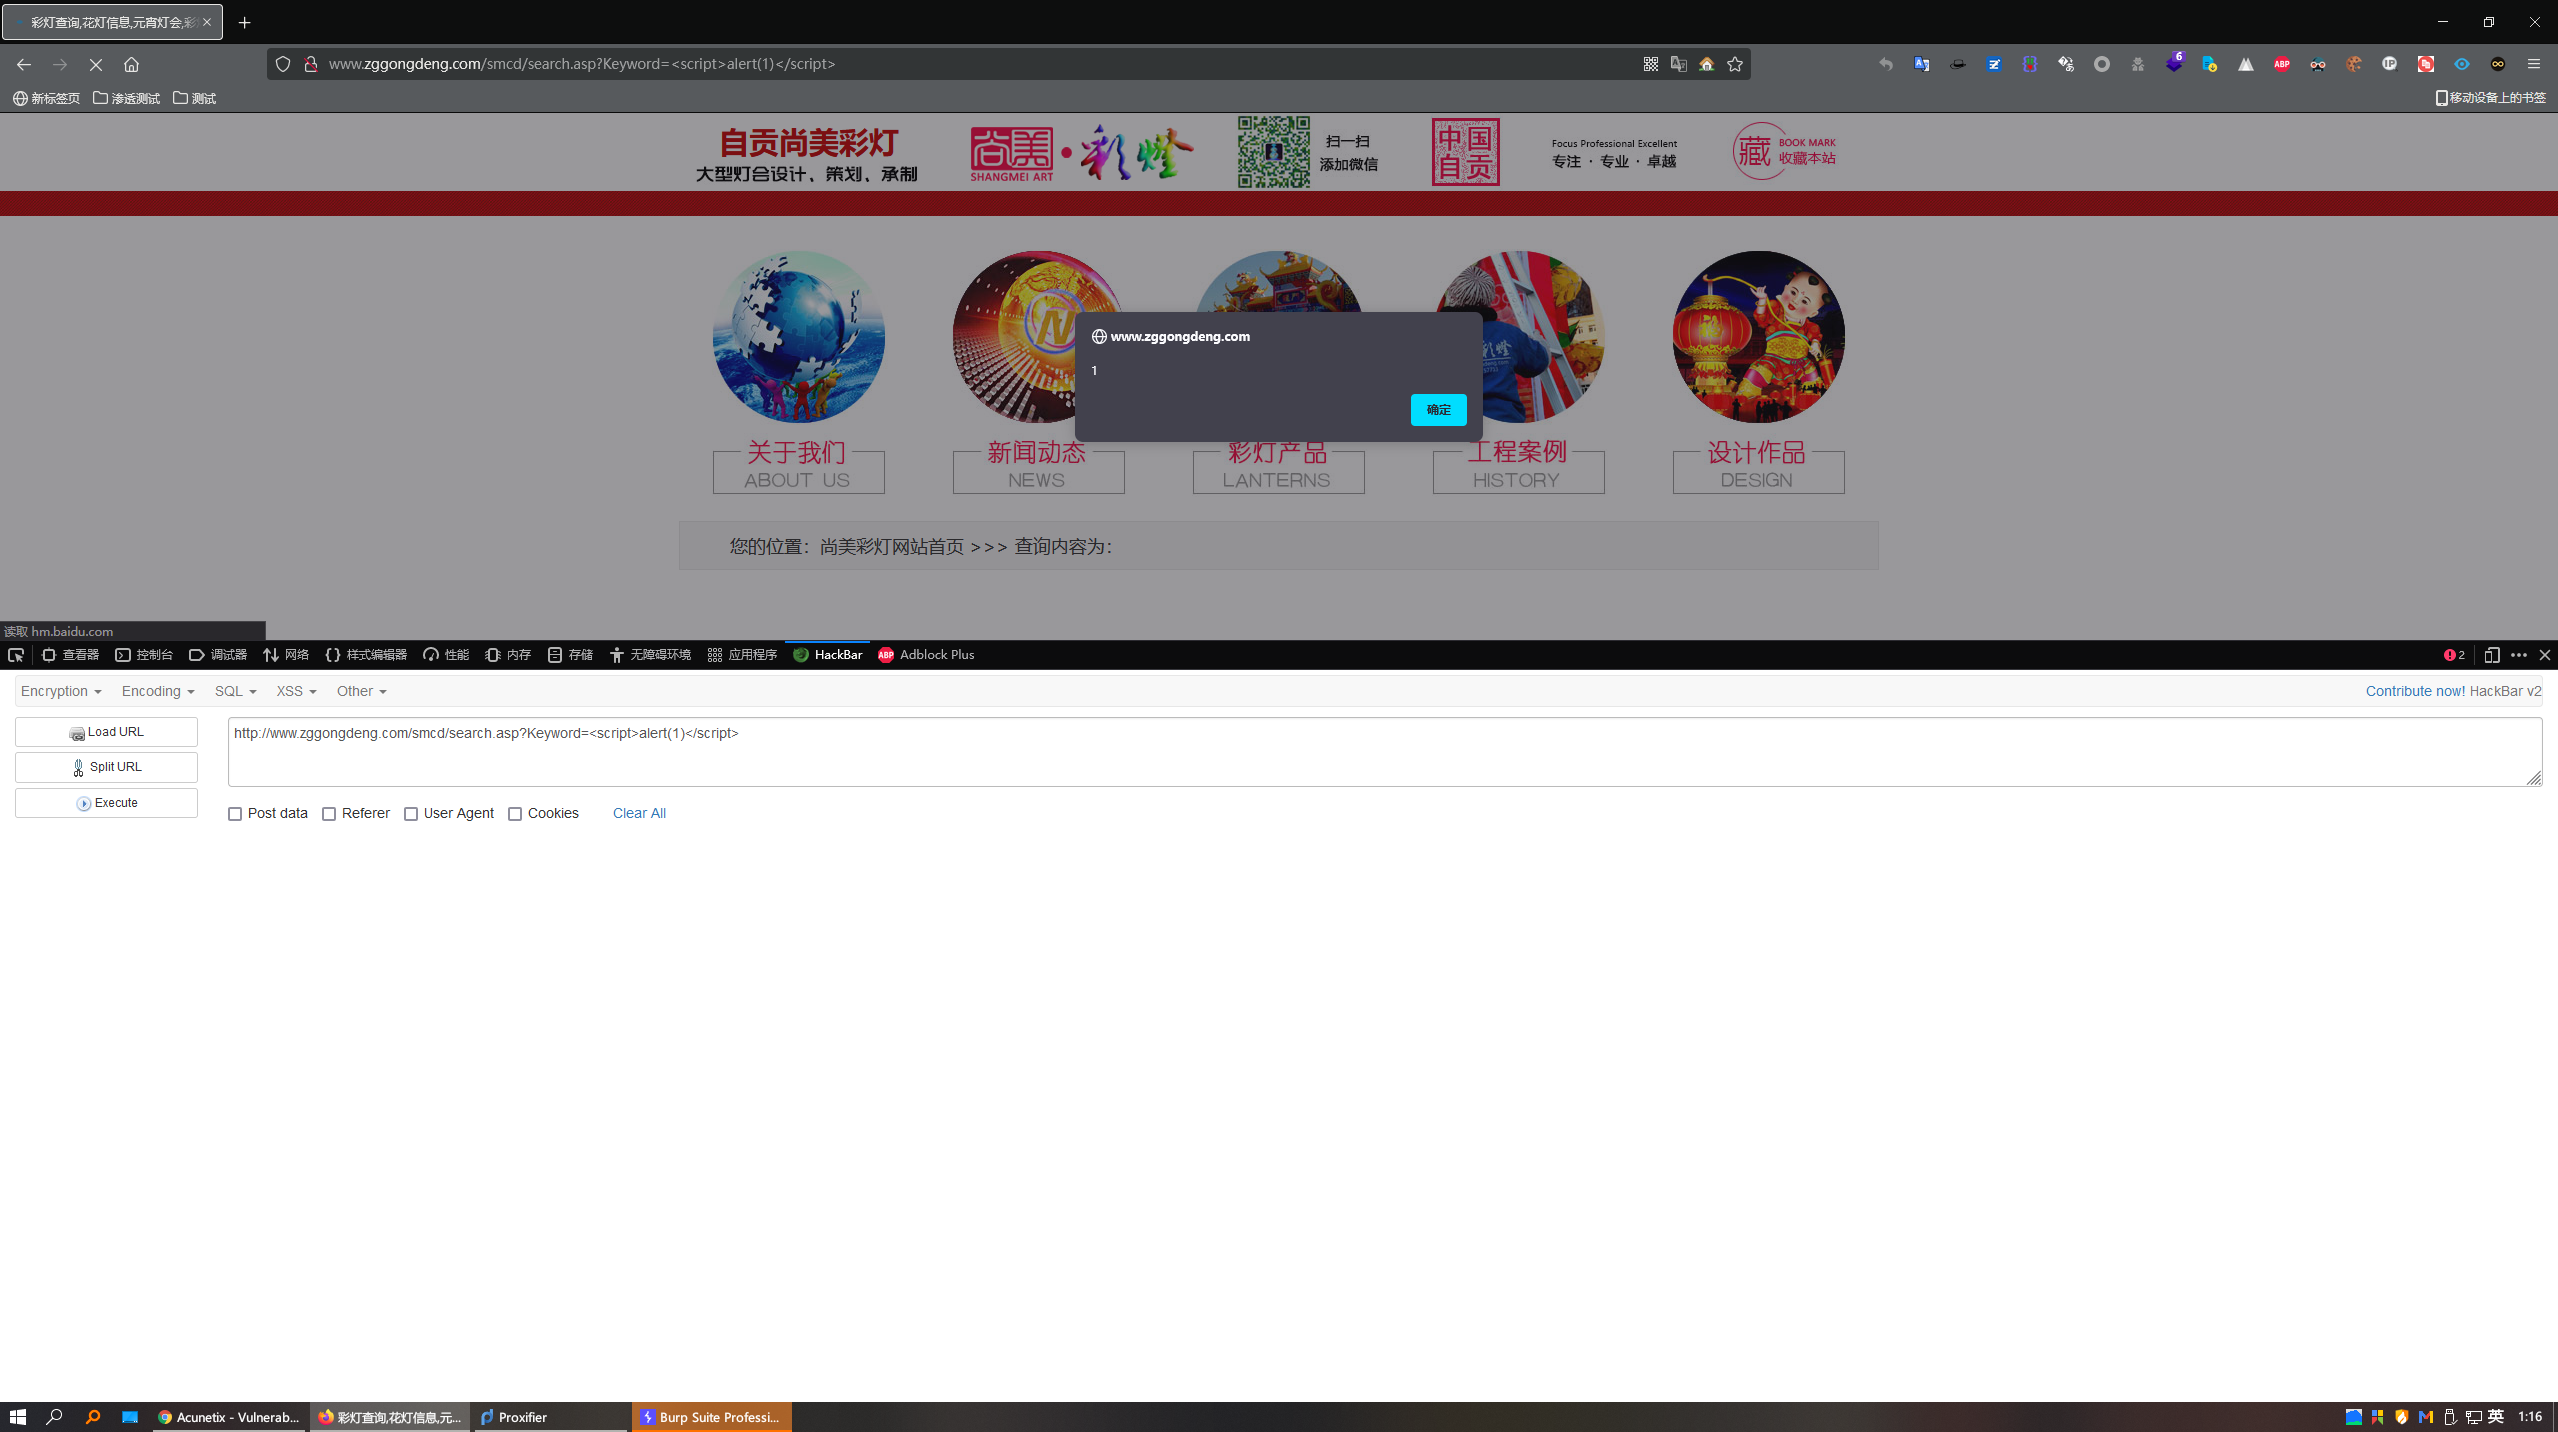 彩灯查询,花灯信息,元宵灯会,彩
www.zggongdeng.com/smcd/search.asp?Keyword=<script>alert(1)</script>
6
ABP
IP
新标签页
渗透测试
测试
移动设备上的书签
自贡尚美彩灯
大型灯会设计、策划、承制
尚美
SHANGMEI ART
彩燈
扫一扫
添加微信
中国
自贡
Focus Professional Excellent
专注 · 专业 · 卓越
藏
BOOK MARK
收藏本站
www.zggongdeng.com
1
确定
关于我们
ABOUT US
新闻动态
NEWS
彩灯产品
LANTERNS
工程案例
HISTORY
设计作品
DESIGN
您的位置：尚美彩灯网站首页 >>> 查询内容为：
读取 hm.baidu.com
查看器
控制台
调试器
网络
样式编辑器
性能
内存
存储
无障碍环境
应用程序
HackBar
ABP Adblock Plus
2
Encryption
Encoding
SQL
XSS
Other
Contribute now! HackBar v2
Load URL
http://www.zggongdeng.com/smcd/search.asp?Keyword=<script>alert(1)</script>
Split URL
Execute
Post data
Referer
User Agent
Cookies
Clear All
Acunetix - Vulnerab...
彩灯查询,花灯信息,元...
Proxifier
Burp Suite Professi...
英
1:16